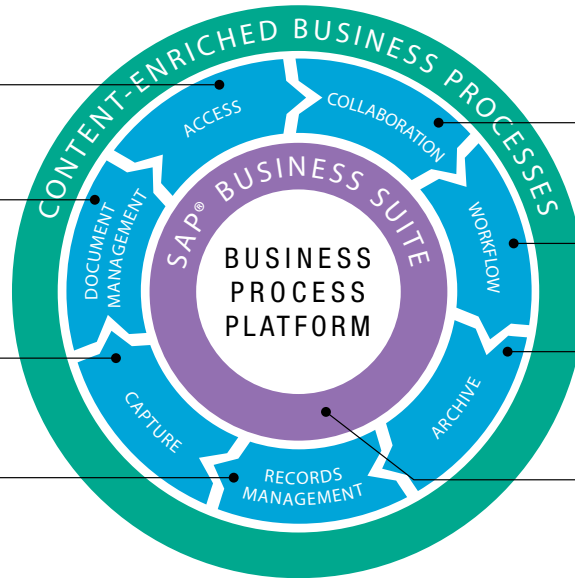 CONTENT-ENRICHED BUSINESS PROCESSES
ACCESS
COLLABORATION
WORKFLOW
ARCHIVE
RECORDS
MANAGEMENT
CAPTURE
DOCUMENT
MANAGEMENT
SAP® BUSINESS SUITE
BUSINESS
PROCESS
PLATFORM